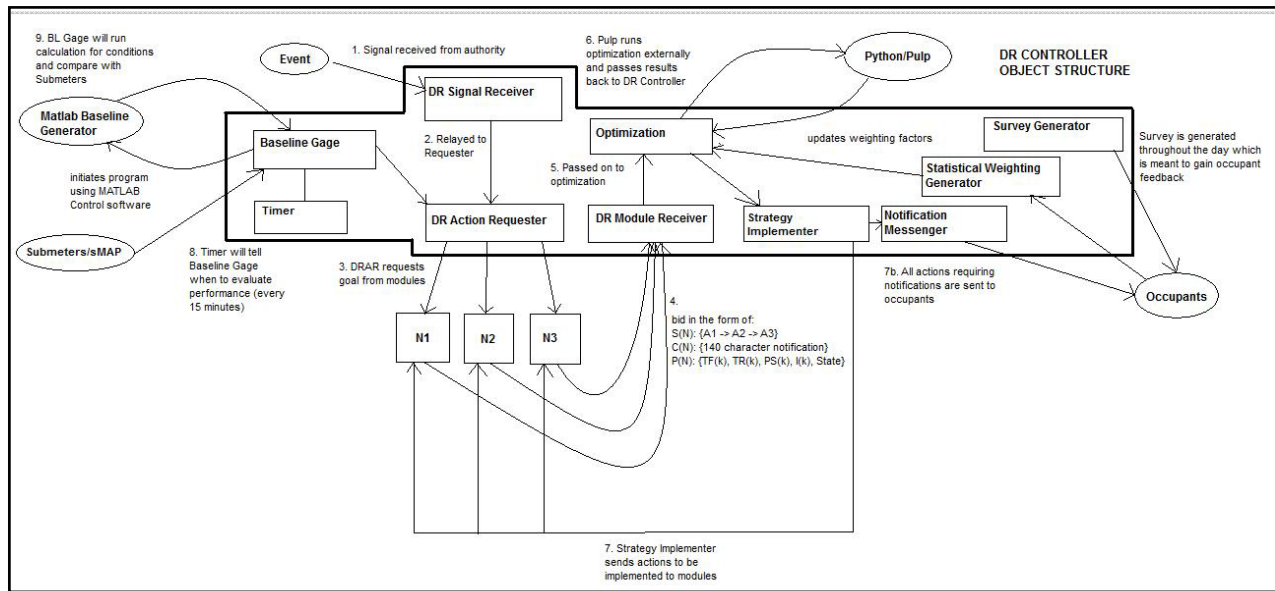 9. BL Gage will run
calculation for conditions
and compare with
Submeters
1. Signal received from authority
6. Pulp runs
optimization externally
and passes results
back to DR Controller
DR CONTROLLER
OBJECT STRUCTURE
Event
Python/Pulp
Matlab Baseline
Generator
DR Signal Receiver
Baseline Gage
2. Relayed to
Requester
Optimization
updates weighting factors
Survey Generator
Survey is generated
throughout the day which
is meant to gain occupant
feedback
initiates program
using MATLAB
Control software
5. Passed on to
optimization
Statistical Weighting
Generator
Timer
DR Action Requester
DR Module Receiver
Strategy
Implementer
Notification
Messenger
Submeters/sMAP
8. Timer will tell
Baseline Gage
when to evaluate
performance (every
15 minutes)
3. DRAR requests
goal from modules
4.
bid in the form of:
S(N): {A1 -> A2 -> A3}
C(N): {140 character notification}
P(N): {TF(k), TR(k), PS(k), I(k), State}
7b. All actions requiring
notifications are sent to
occupants
Occupants
N1
N2
N3
7. Strategy Implementer
sends actions to be
implemented to modules